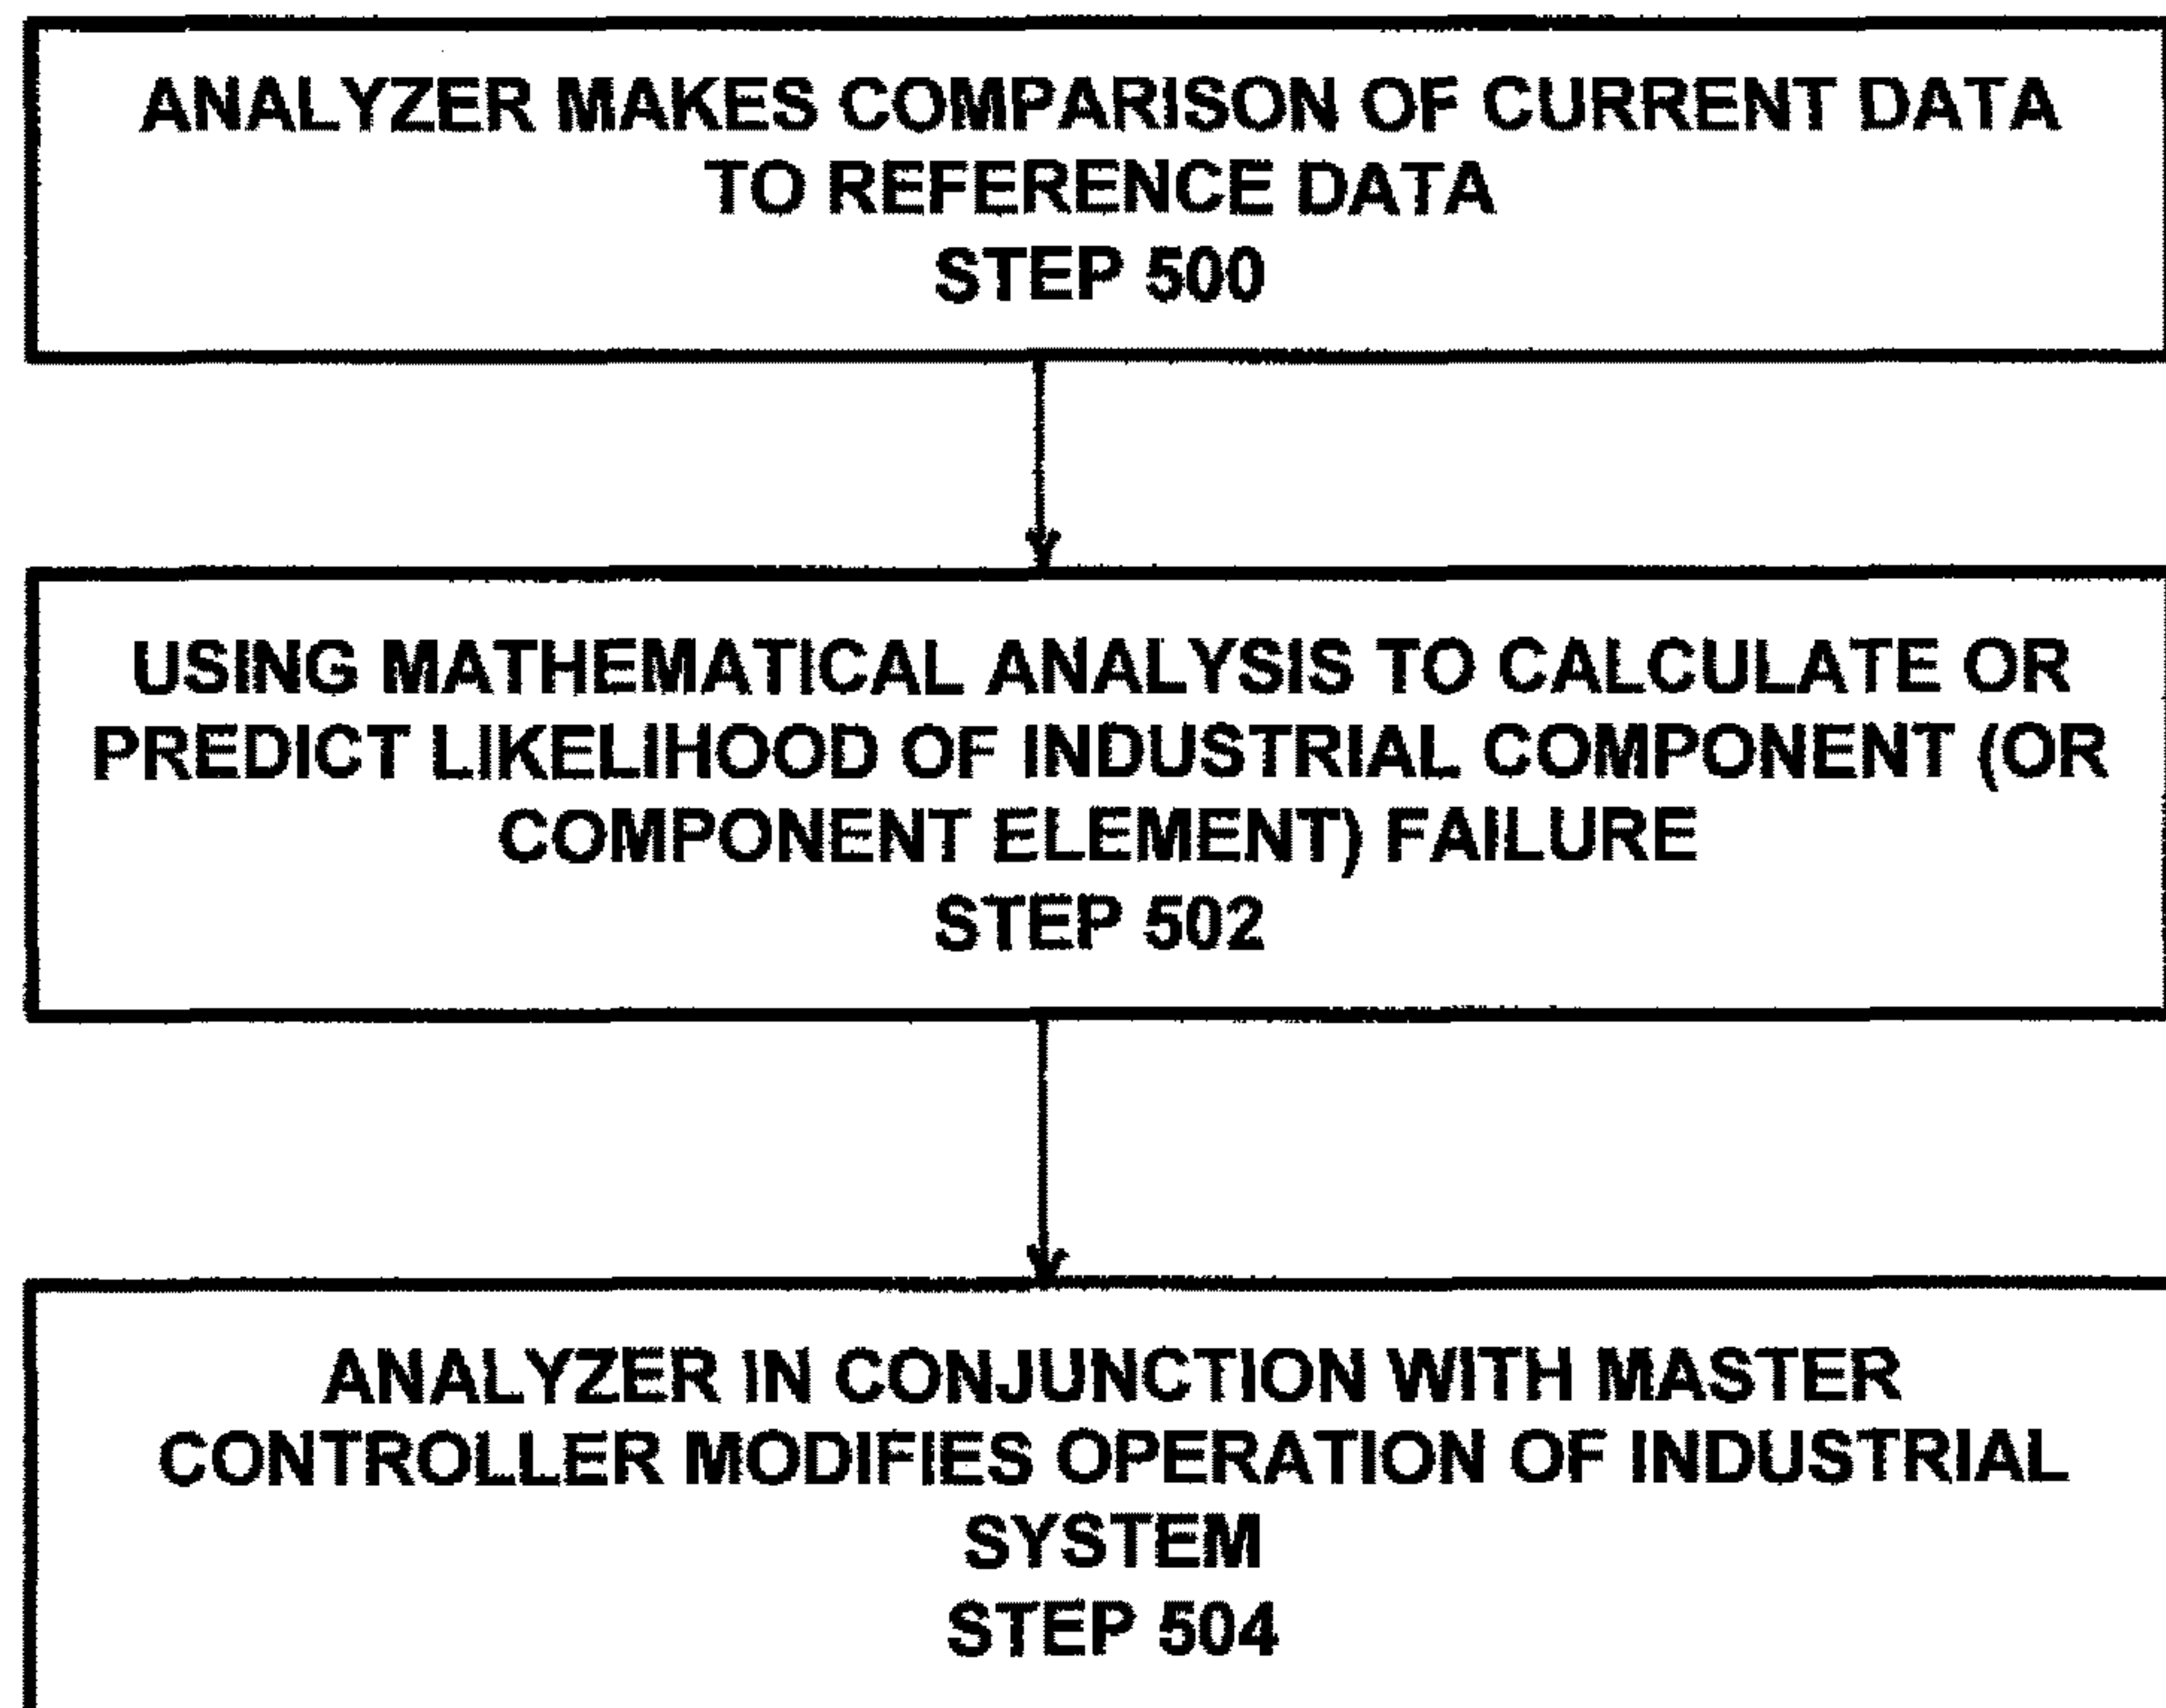 ANALYZER MAKES COMPARISON OF CURRENT DATA
TO REFERENCE DATA
STEP 500
USING MATHEMATICAL ANALYSIS TO CALCULATE OR
PREDICT LIKELIHOOD OF INDUSTRIAL COMPONENT (OR
COMPONENT ELEMENT) FAILURE
STEP 502
ANALYZER IN CONJUNCTION WITH MASTER
CONTROLLER MODIFIES OPERATION OF INDUSTRIAL
SYSTEM
STEP 504